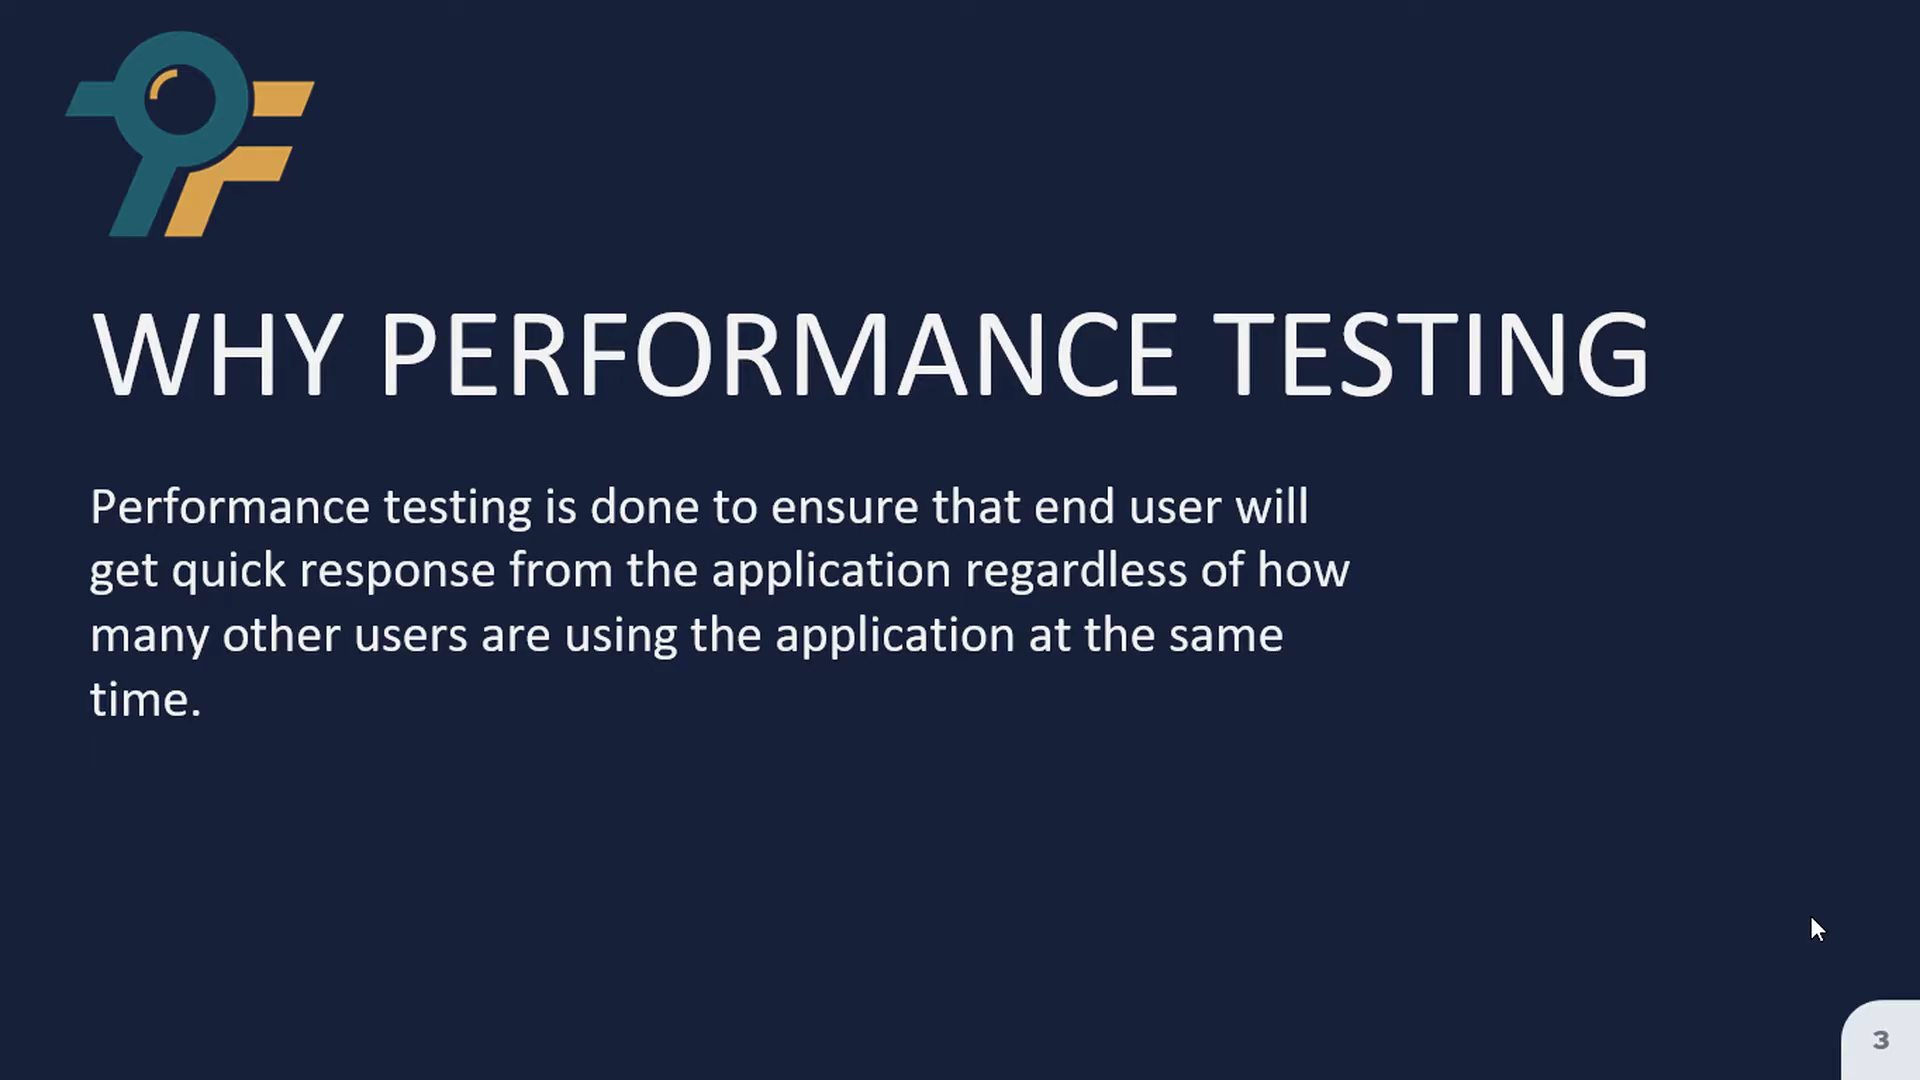 WHY PERFORMANCE TESTING
Performance testing is done to ensure that end user will
get quick response from the application regardless of how
many other users are using the application at the same
time.
3